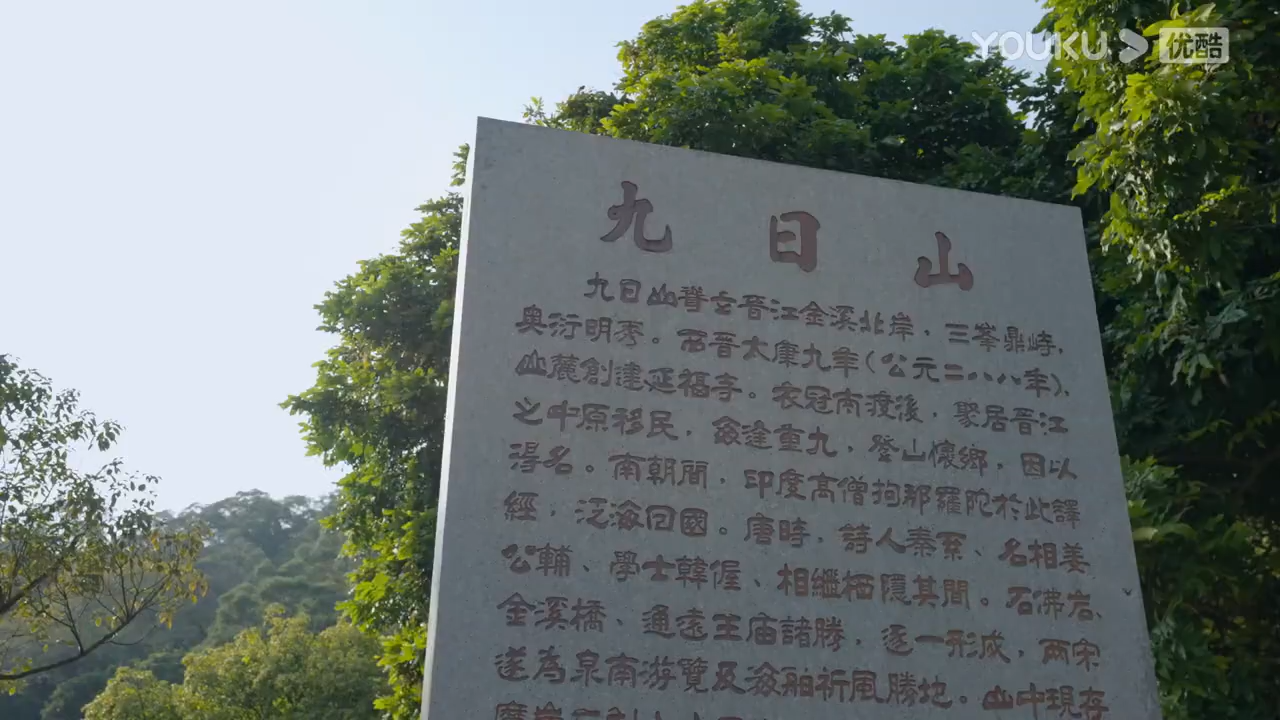 YOUKU 优酷
九日山
九日山聳立晉江金溪北岸，三峯鼎峙，
奥衍明秀。西晉太康九年（公元二八八年），
山麓創建延福寺。衣冠南渡後，聚居晉江
之中原移民，每逢重九，登山懷鄉，因以
得名。南朝間，印度高僧拘那羅陀於此譯
經，泛海回國。唐時，詩人秦系、名相姜
公輔、學士韓偓、相繼栖隱其間。石佛岩、
金溪橋、通遠王庙諸勝，逐一形成，兩宋
遂為泉南游覽及海舶祈風勝地。山中現存